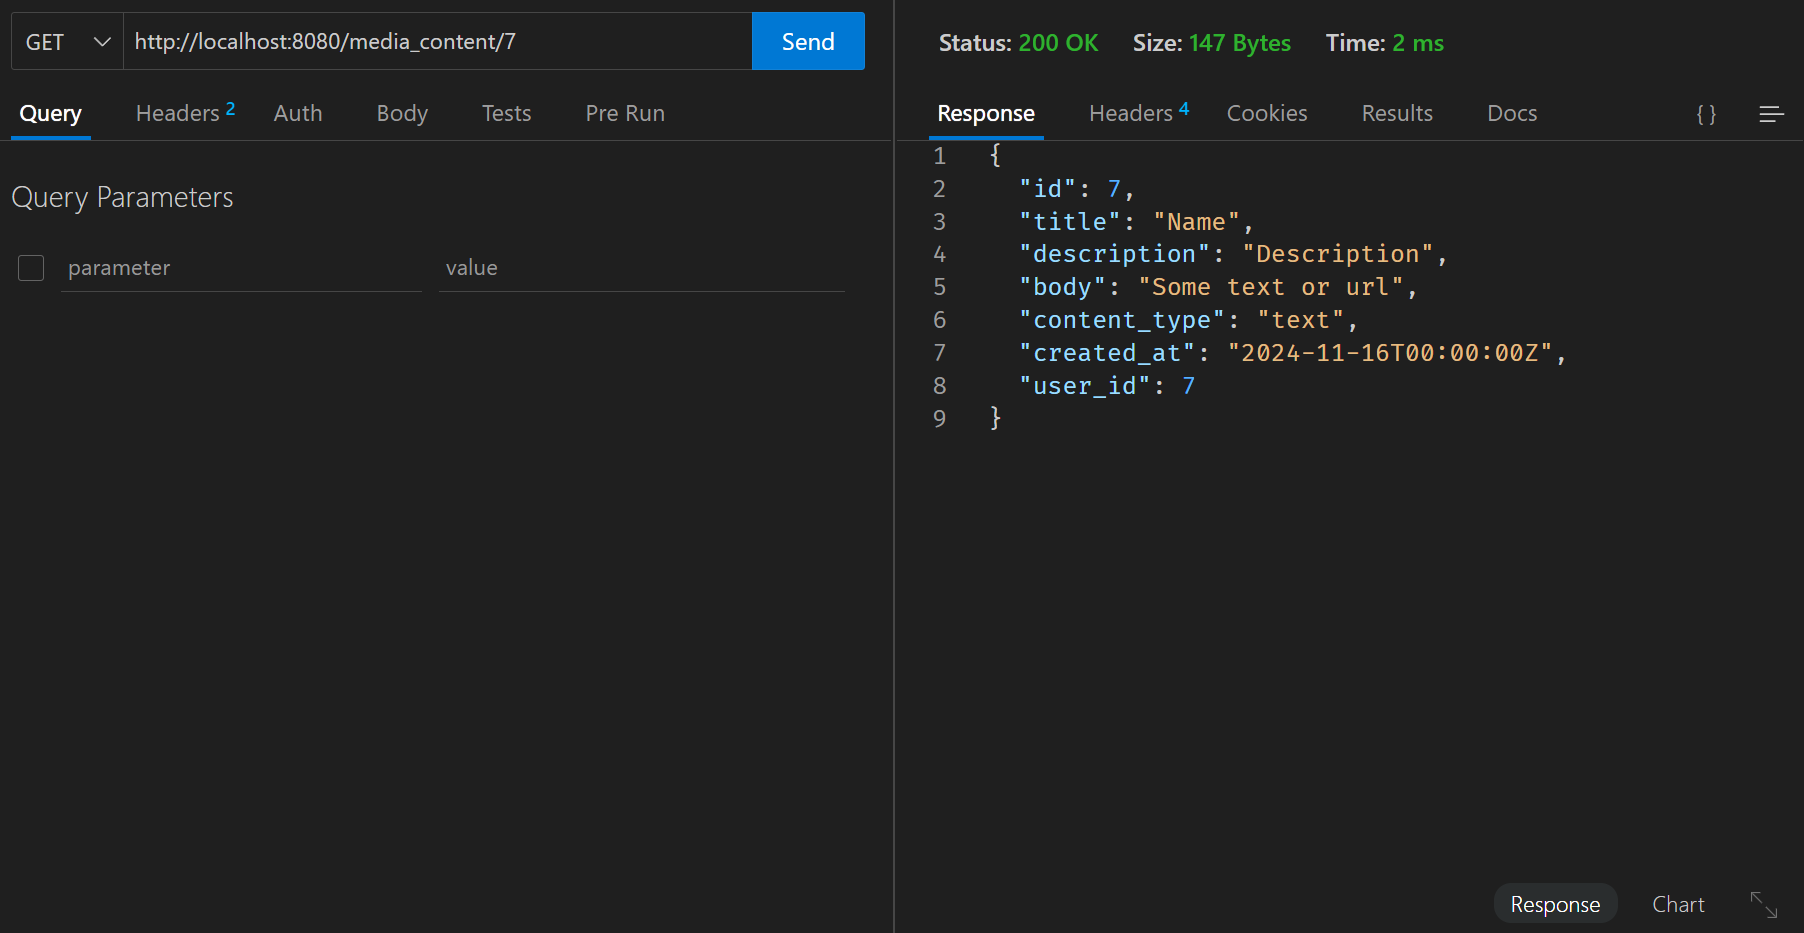 GET http://localhost:8080/media_content/7 Send
Query Headers 2 Auth Body Tests Pre Run
Query Parameters
parameter value
Status: 200 OK Size: 147 Bytes Time: 2 ms
Response Headers 4 Cookies Results Docs { }
1 {
2 "id": 7,
3 "title": "Name",
4 "description": "Description",
5 "body": "Some text or url",
6 "content_type": "text",
7 "created_at": "2024-11-16T00:00:00Z",
8 "user_id": 7
9 }
Response Chart